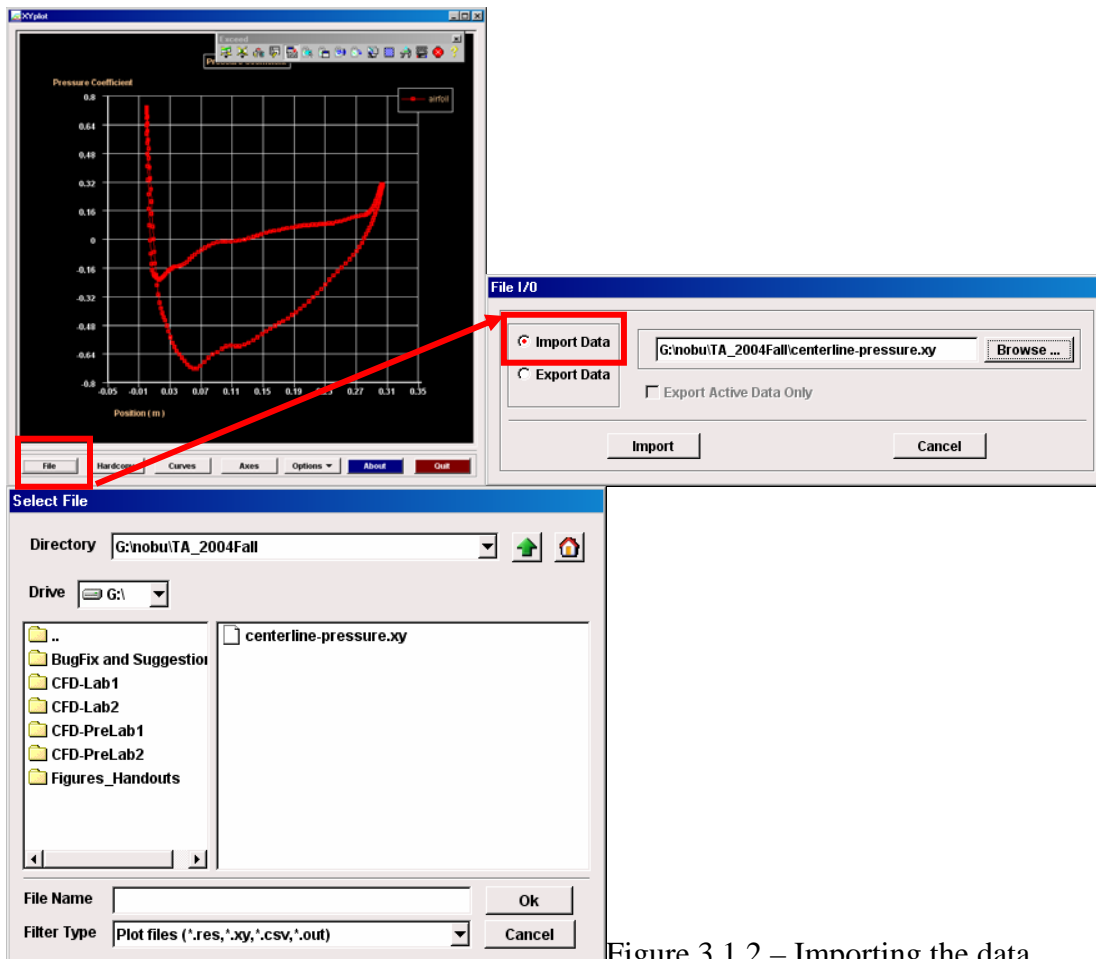 XYplot
Exceed
Pressure Coefficient
airfoil
0.8
0.64
0.48
0.32
0.16
0
-0.16
-0.32
-0.48
-0.64
-0.8
-0.05 -0.01 0.03 0.07 0.11 0.15 0.19 0.23 0.27 0.31 0.35
Position ( m )
File Hardcopy Curves Axes Options About Quit
File I/O
Import Data
G:\nobu\TA_2004Fall\centerline-pressure.xy Browse ...
Export Data
Export Active Data Only
Import Cancel
Select File
Directory G:\nobu\TA_2004Fall
Drive G:\
..
BugFix and Suggestion
CFD-Lab1
CFD-Lab2
CFD-PreLab1
CFD-PreLab2
Figures_Handouts
centerline-pressure.xy
File Name Ok
Filter Type Plot files (*.res,*.xy,*.csv,*.out) Cancel
Figure 3.1.2 – Importing the data